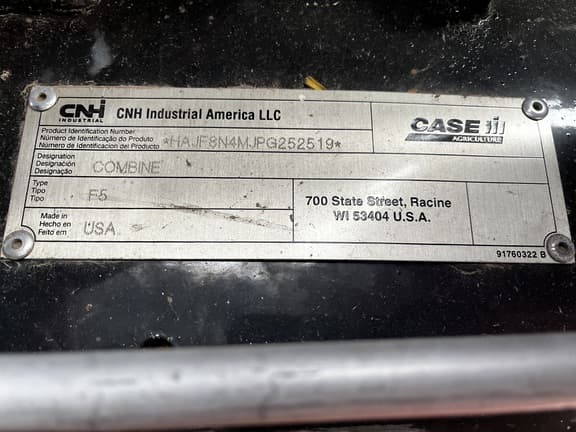 CNH
INDUSTRIAL
CNH Industrial America LLC
Product Identification Number
Número de Identificação do Produto
Número de Identificacion del Producto
*HAJF8N4MJPG252519*
CASE IH
AGRICULTURE
Designation
Designación
Designação
COMBINE
Type
Tipo
Tipo
F5
700 State Street, Racine
WI 53404 U.S.A.
Made in
Hecho en
Feito em
USA
91760322 B